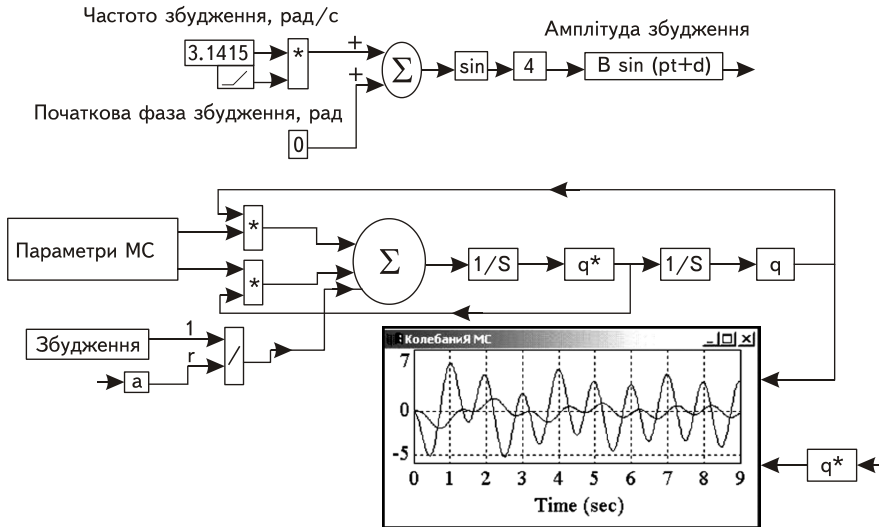 Частото збудження, рад/с
Амплітуда збудження
3.1415
*
+
+
Σ
sin
4
B sin (pt+d)
Початкова фаза збудження, рад
0
Параметри МС
*
*
Σ
1/S
q*
1/S
q
Збудження
1
r
/
a
КолебаниЯ МС
7
0
-5
0 1 2 3 4 5 6 7 8 9
Time (sec)
q*